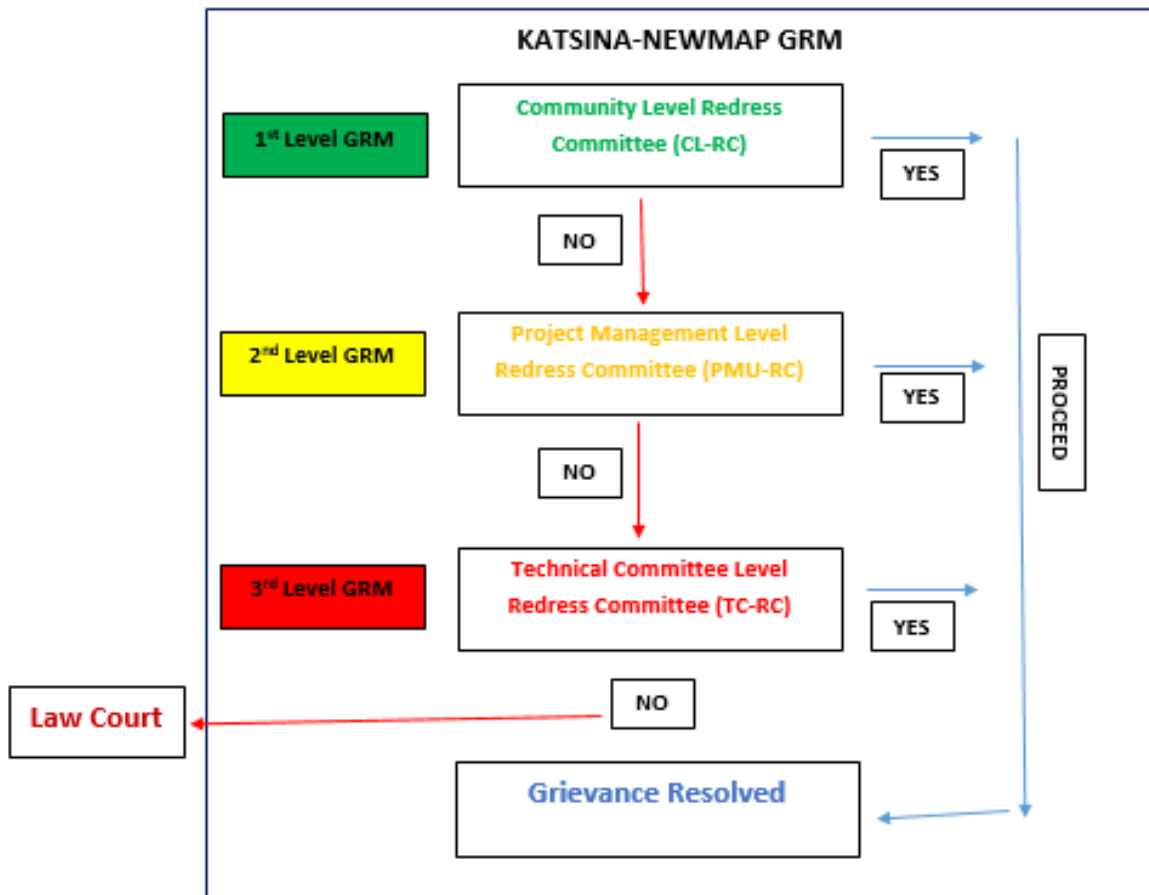 KATSINA-NEWMAP GRM
1st Level GRM
Community Level Redress
Committee (CL-RC)
YES
NO
2nd Level GRM
Project Management Level
Redress Committee (PMU-RC)
YES
PROCEED
NO
3rd Level GRM
Technical Committee Level
Redress Committee (TC-RC)
YES
NO
Law Court
Grievance Resolved